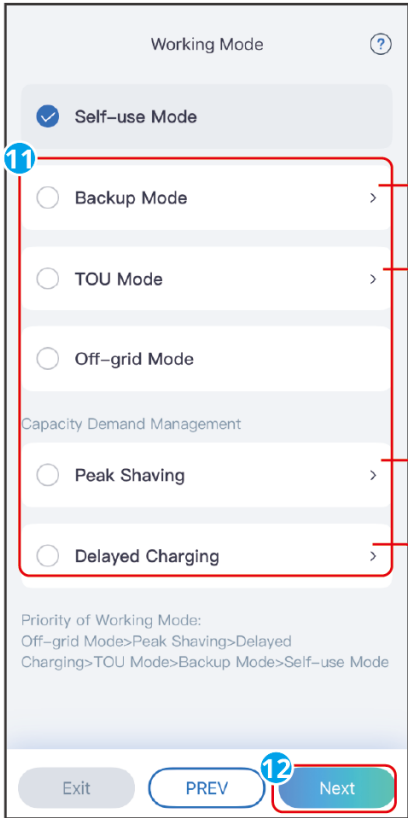 Working Mode ?
Self-use Mode
11
Backup Mode >
TOU Mode >
Off-grid Mode
Capacity Demand Management
Peak Shaving >
Delayed Charging >
Priority of Working Mode:
Off-grid Mode>Peak Shaving>Delayed
Charging>TOU Mode>Backup Mode>Self-use Mode
12
Exit PREV Next